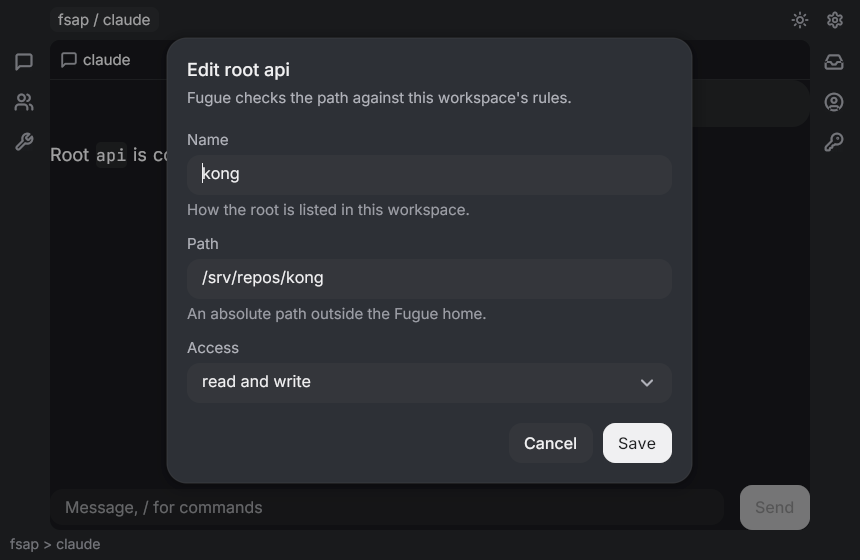 fsap / claude
claude
Edit root api
Fugue checks the path against this workspace's rules.
Name
Root api is
kong
How the root is listed in this workspace.
Path
/srv/repos/kong
An absolute path outside the Fugue home.
Access
read and write
Cancel
Save
Message, / for commands
Send
fsap > claude